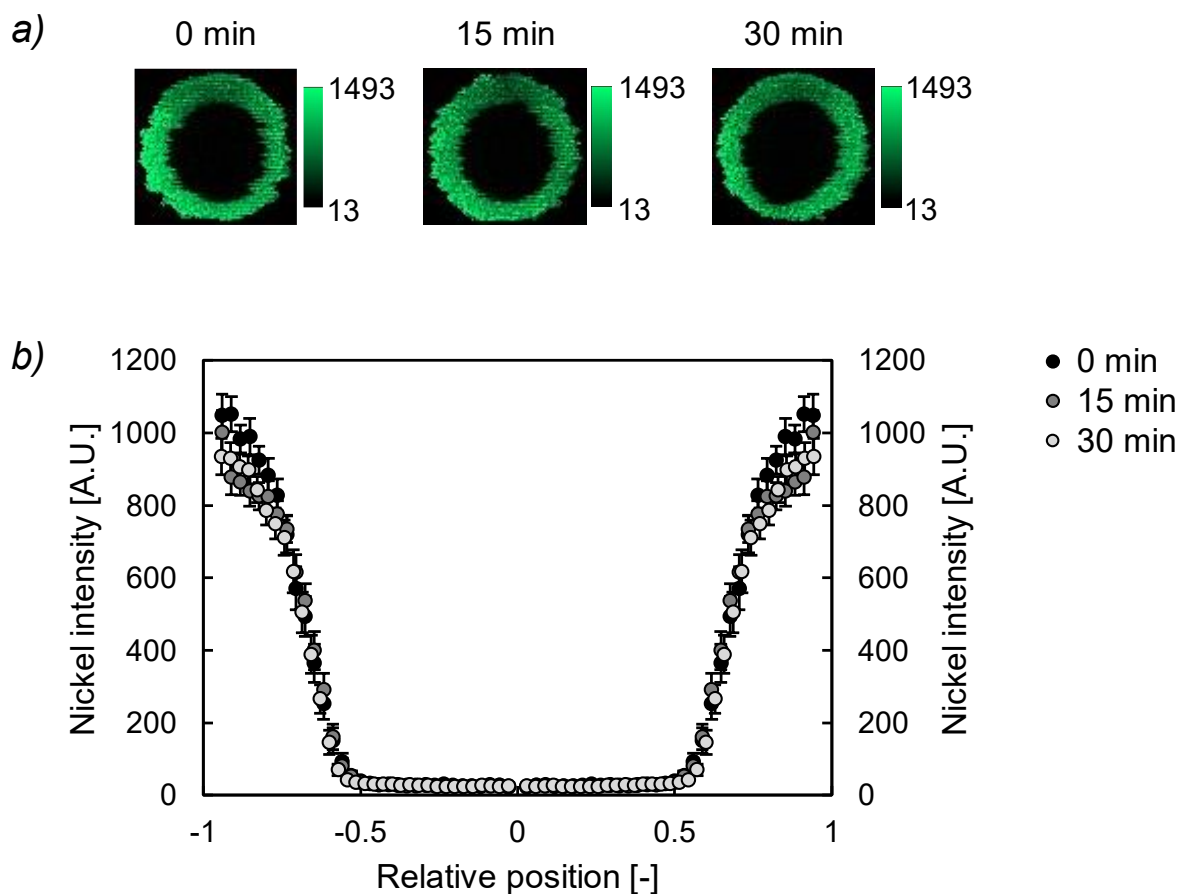 a)
0 min
15 min
30 min
1493
13
1493
13
1493
13
b)
Nickel intensity [A.U.]
1200
1000
800
600
400
200
0
-1
-0.5
0
0.5
1
Relative position [-]
1200
1000
800
600
400
200
0
Nickel intensity [A.U.]
0 min
15 min
30 min